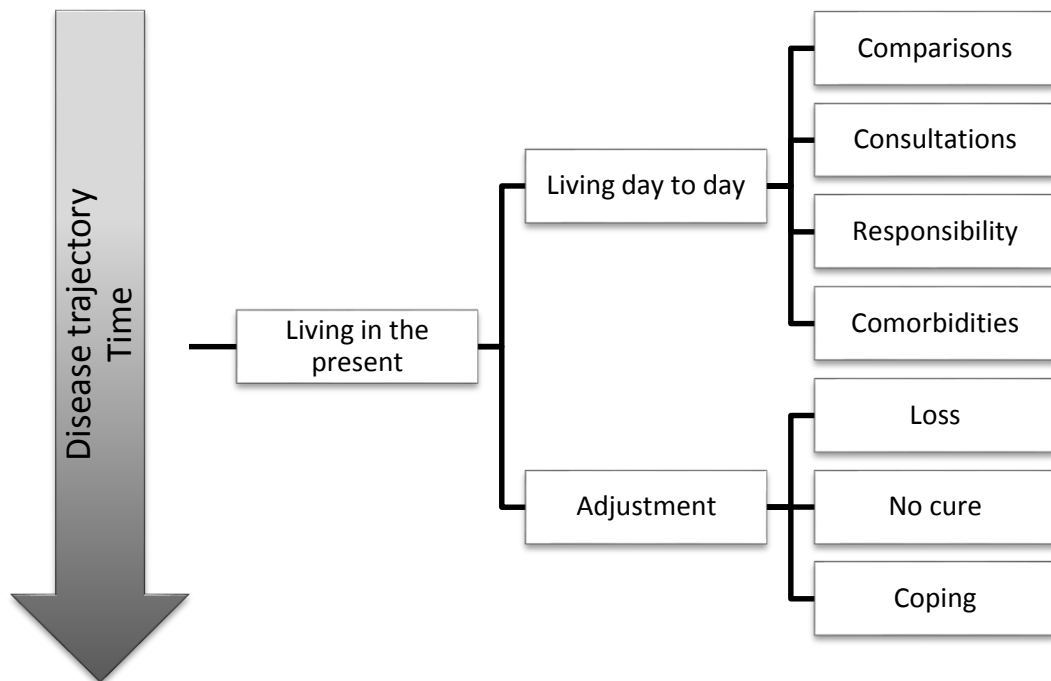 Disease trajectory
Time
Living in the
present
Living day to day
Comparisons
Consultations
Responsibility
Comorbidities
Adjustment
Loss
No cure
Coping